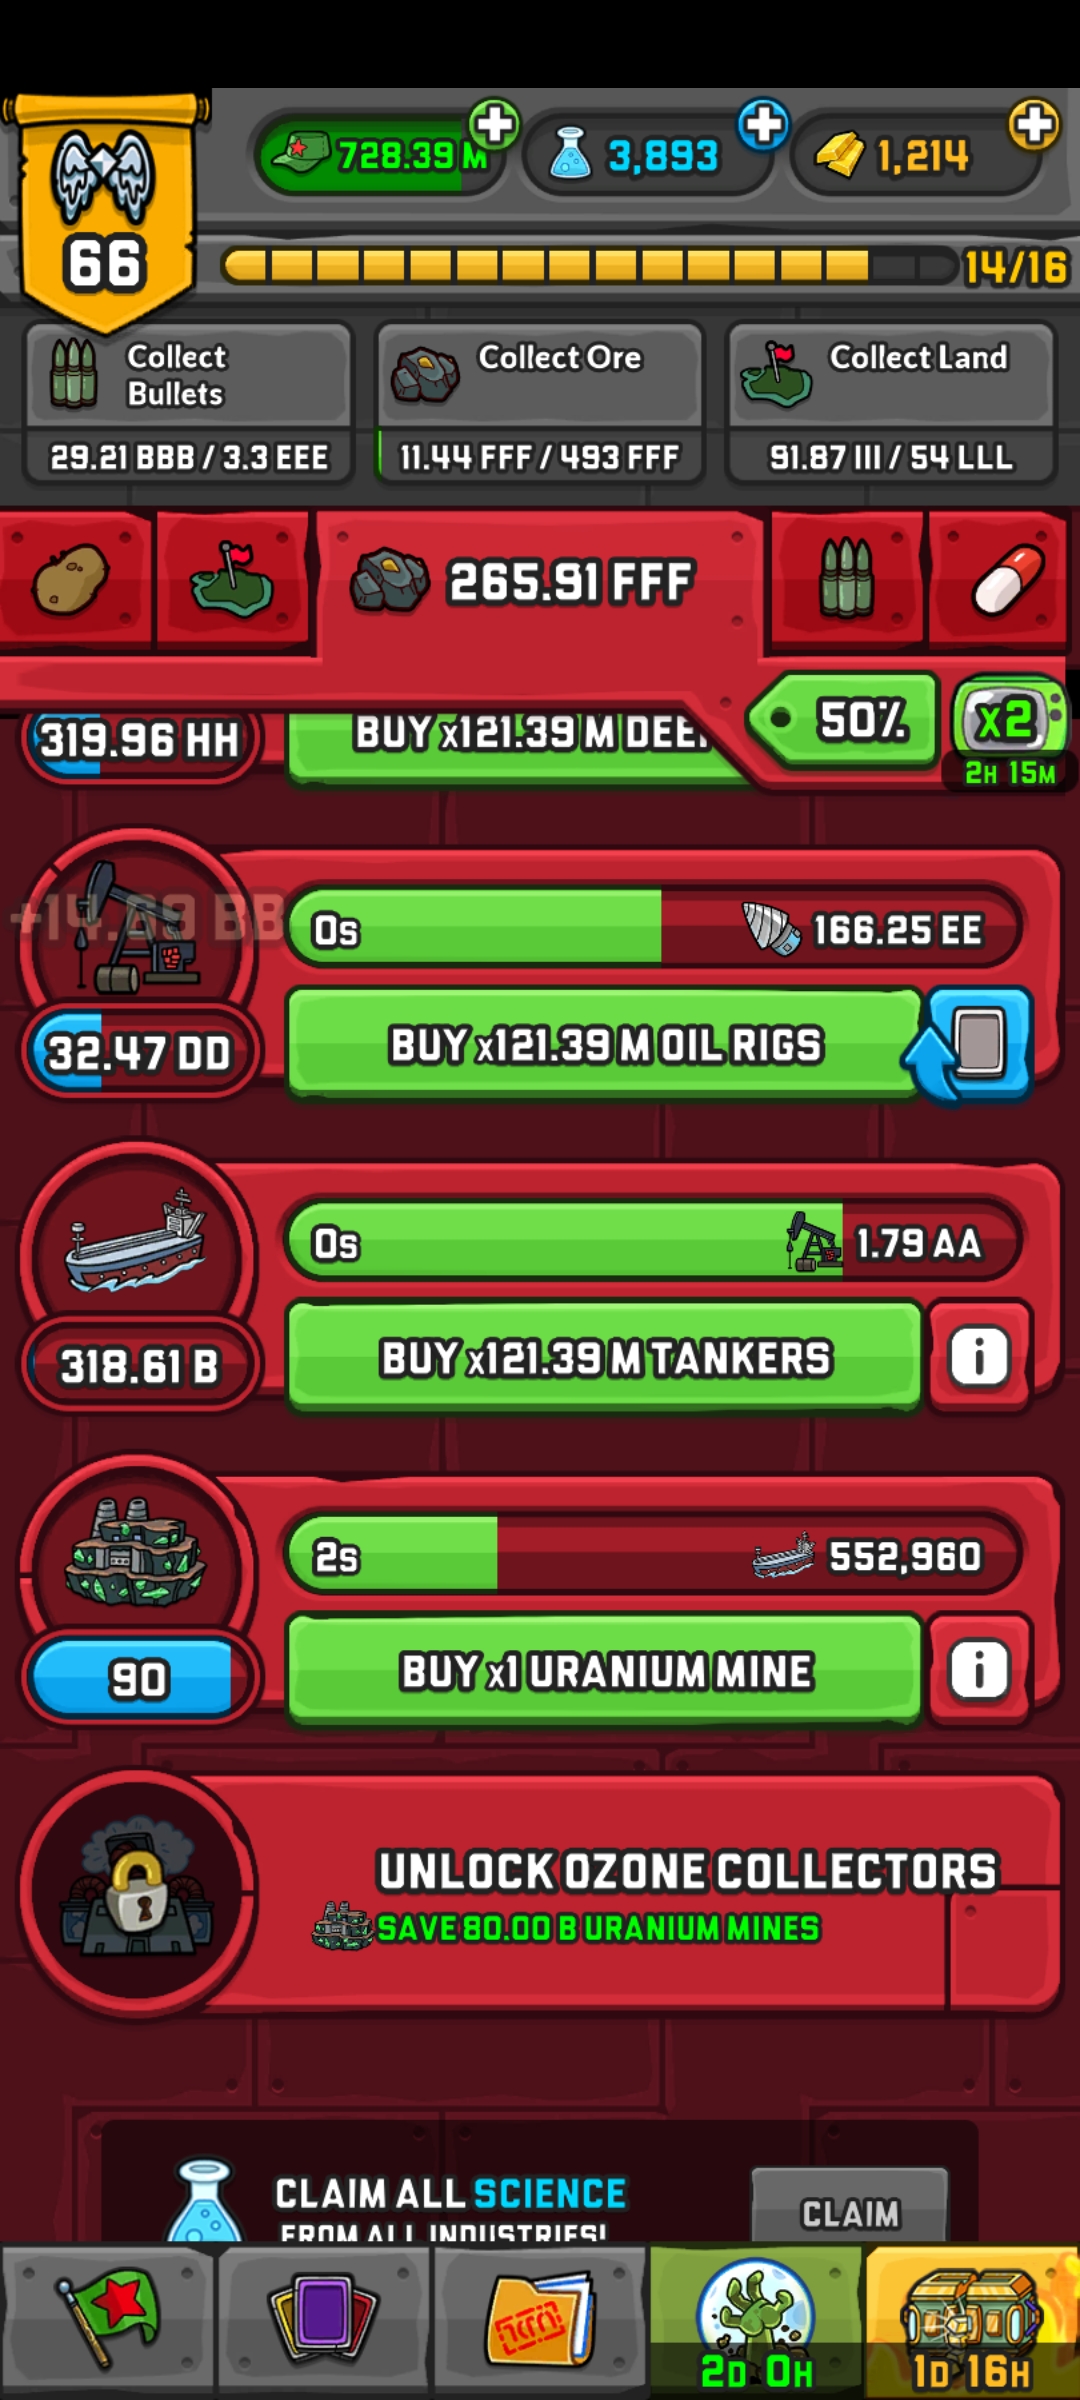 728.39 M
3,893
1,214
66
14/16
Collect
Bullets
29.21 BBB / 3.3 EEE
Collect Ore
11.44 FFF / 493 FFF
Collect Land
91.87 III / 54 LLL
265.91 FFF
50%
X2
2H 15M
319.96 HH
BUY x121.39 M DEE
+14.69 BB
0s
166.25 EE
32.47 DD
BUY x121.39 M OIL RIGS
0s
1.79 AA
318.61 B
BUY x121.39 M TANKERS
i
2s
552,960
90
BUY x1 URANIUM MINE
i
UNLOCK OZONE COLLECTORS
SAVE 80.00 B URANIUM MINES
CLAIM ALL SCIENCE
FROM ALL INDUSTRIES!
CLAIM
2D 0H
1D 16H